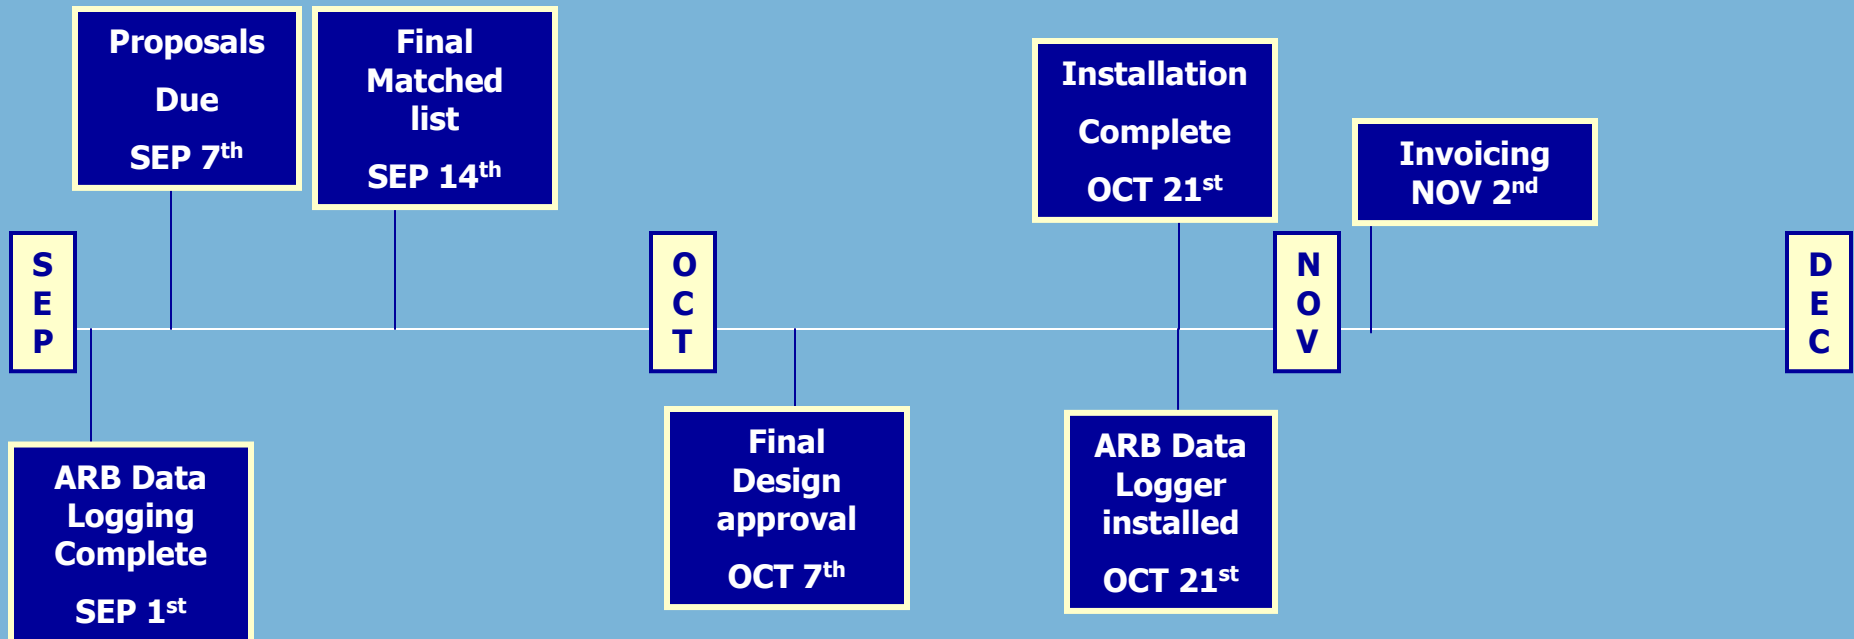 Proposals
Due
SEP 7th
Final
Matched
list
SEP 14th
Installation
Complete
OCT 21st
Invoicing
NOV 2nd
S
E
P
O
C
T
N
O
V
D
E
C
ARB Data
Logging
Complete
SEP 1st
Final
Design
approval
OCT 7th
ARB Data
Logger
installed
OCT 21st